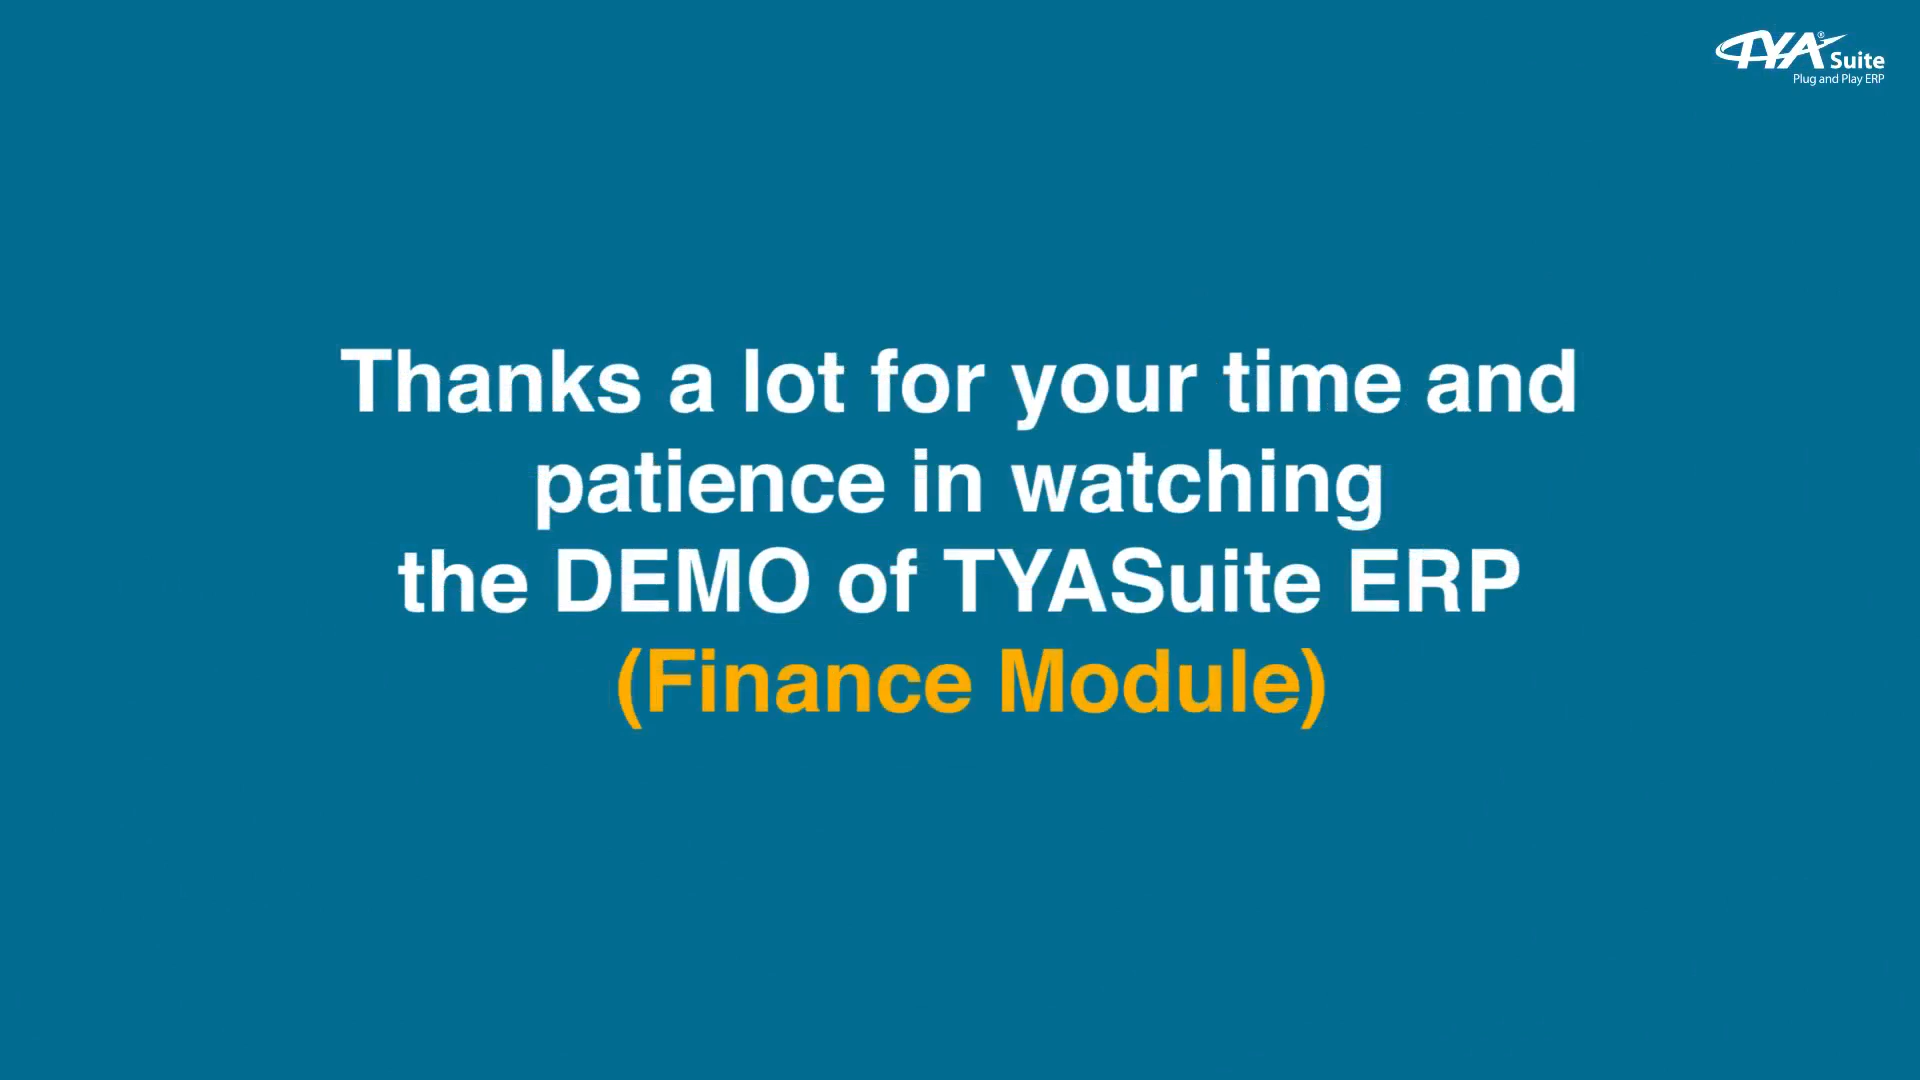 TYA® Suite
Plug and Play ERP
Thanks a lot for your time and
patience in watching
the DEMO of TYASuite ERP
(Finance Module)